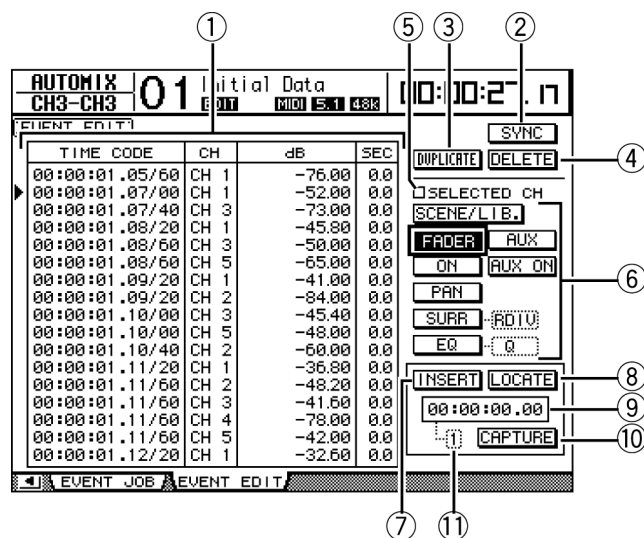 ① ⑤ ③ ②
AUTOMIX 01 Initial Data 00:00:27.17
CH3-CH3 EDIT MIDI 5.1 48k
EVENT EDIT
SYNC
DUPLICATE DELETE ④
TIME CODE CH dB SEC
00:00:01.05/60 CH 1 -76.00 0.0
00:00:01.07/00 CH 1 -52.00 0.0
00:00:01.07/40 CH 3 -73.00 0.0
00:00:01.08/20 CH 1 -45.80 0.0
00:00:01.08/60 CH 3 -50.00 0.0
00:00:01.08/60 CH 5 -65.00 0.0
00:00:01.09/20 CH 1 -41.00 0.0
00:00:01.09/20 CH 2 -84.00 0.0
00:00:01.10/00 CH 3 -45.40 0.0
00:00:01.10/00 CH 5 -48.00 0.0
00:00:01.10/40 CH 2 -60.00 0.0
00:00:01.11/20 CH 1 -36.80 0.0
00:00:01.11/60 CH 2 -48.20 0.0
00:00:01.11/60 CH 3 -41.60 0.0
00:00:01.11/60 CH 4 -78.00 0.0
00:00:01.11/60 CH 5 -42.00 0.0
00:00:01.12/20 CH 1 -32.60 0.0
SELECTED CH
SCENE/LIB.
FADER AUX
ON AUX ON ⑥
PAN
SURR RDIV
EQ Q
INSERT LOCATE ⑧
00:00:00.00 ⑨
1 CAPTURE ⑩
EVENT JOB EVENT EDIT
⑦ ⑪